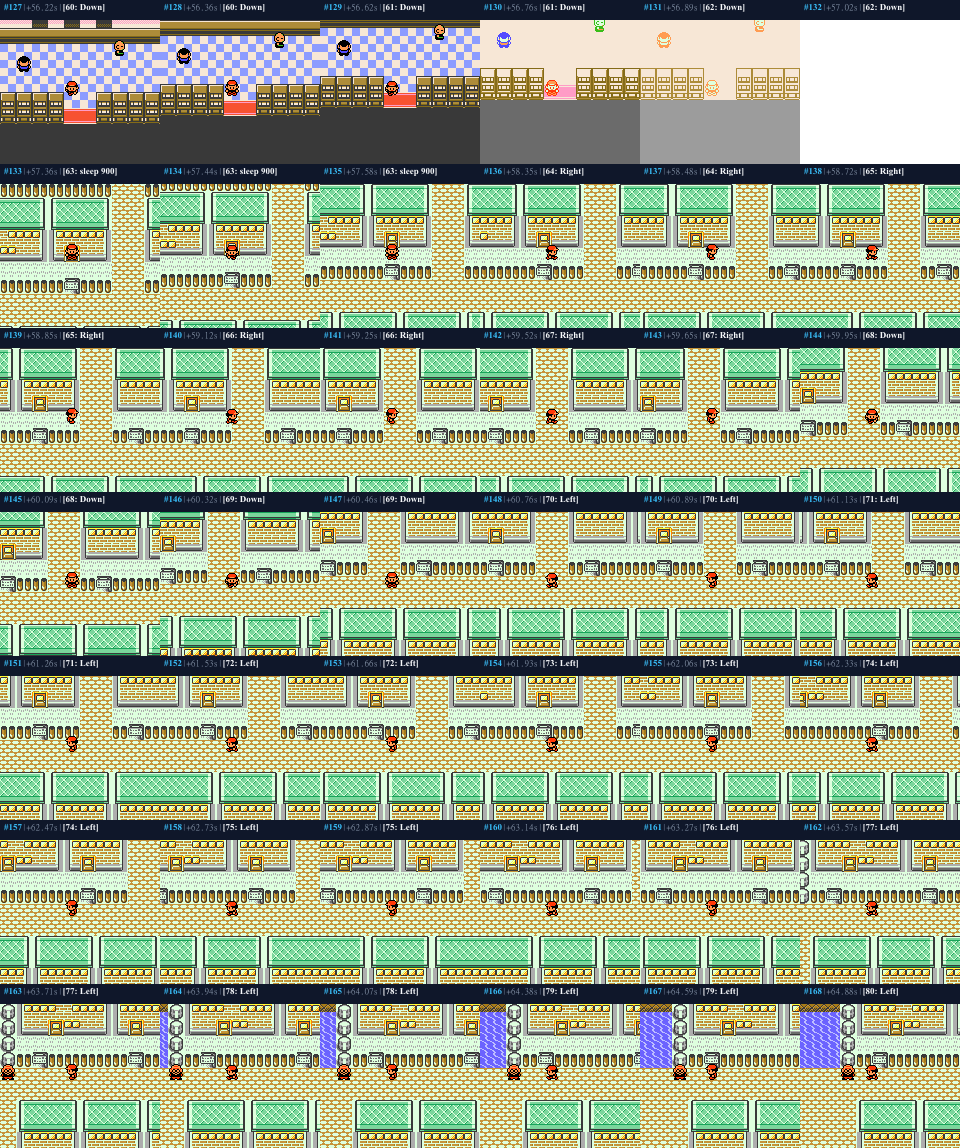 #127 | +56.22s | [60: Down] #128 | +56.36s | [60: Down] #129 | +56.62s | [61: Down] #130 | +56.76s | [61: Down] #131 | +56.89s | [62: Down] #132 | +57.02s | [62: Down]
#133 | +57.36s | [63: sleep 900] #134 | +57.44s | [63: sleep 900] #135 | +57.58s | [63: sleep 900] #136 | +58.35s | [64: Right] #137 | +58.48s | [64: Right] #138 | +58.72s | [65: Right]
#139 | +58.85s | [65: Right] #140 | +59.12s | [66: Right] #141 | +59.25s | [66: Right] #142 | +59.52s | [67: Right] #143 | +59.65s | [67: Right] #144 | +59.95s | [68: Down]
#145 | +60.09s | [68: Down] #146 | +60.32s | [69: Down] #147 | +60.46s | [69: Down] #148 | +60.76s | [70: Left] #149 | +60.89s | [70: Left] #150 | +61.13s | [71: Left]
#151 | +61.26s | [71: Left] #152 | +61.53s | [72: Left] #153 | +61.66s | [72: Left] #154 | +61.93s | [73: Left] #155 | +62.06s | [73: Left] #156 | +62.33s | [74: Left]
#157 | +62.47s | [74: Left] #158 | +62.73s | [75: Left] #159 | +62.87s | [75: Left] #160 | +63.14s | [76: Left] #161 | +63.27s | [76: Left] #162 | +63.57s | [77: Left]
#163 | +63.71s | [77: Left] #164 | +63.94s | [78: Left] #165 | +64.07s | [78: Left] #166 | +64.38s | [79: Left] #167 | +64.59s | [79: Left] #168 | +64.88s | [80: Left]